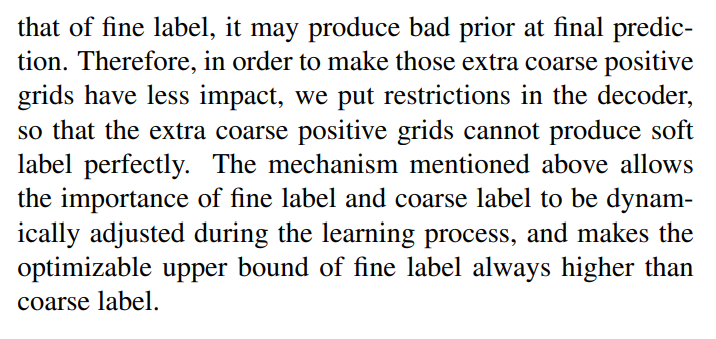 that of fine label, it may produce bad prior at final predic-
tion. Therefore, in order to make those extra coarse positive
grids have less impact, we put restrictions in the decoder,
so that the extra coarse positive grids cannot produce soft
label perfectly. The mechanism mentioned above allows
the importance of fine label and coarse label to be dynam-
ically adjusted during the learning process, and makes the
optimizable upper bound of fine label always higher than
coarse label.